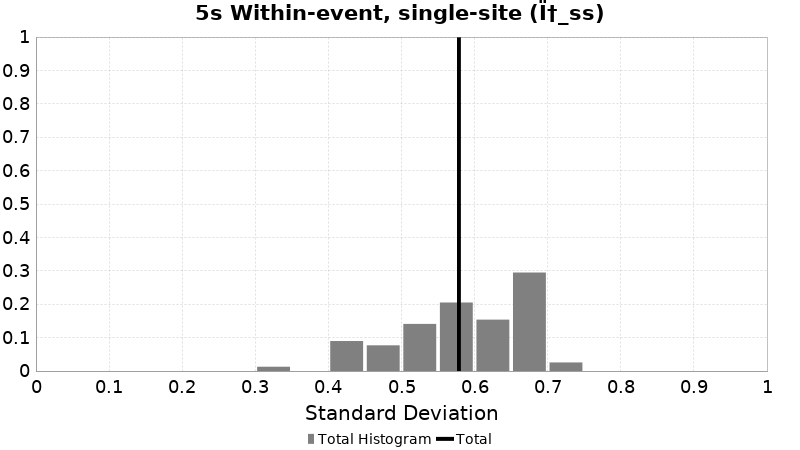 5s Within-event, single-site (Ï†_ss)
1
0.9
0.8
0.7
0.6
0.5
0.4
0.3
0.2
0.1
0
0 0.1 0.2 0.3 0.4 0.5 0.6 0.7 0.8 0.9 1
Standard Deviation
Total Histogram Total